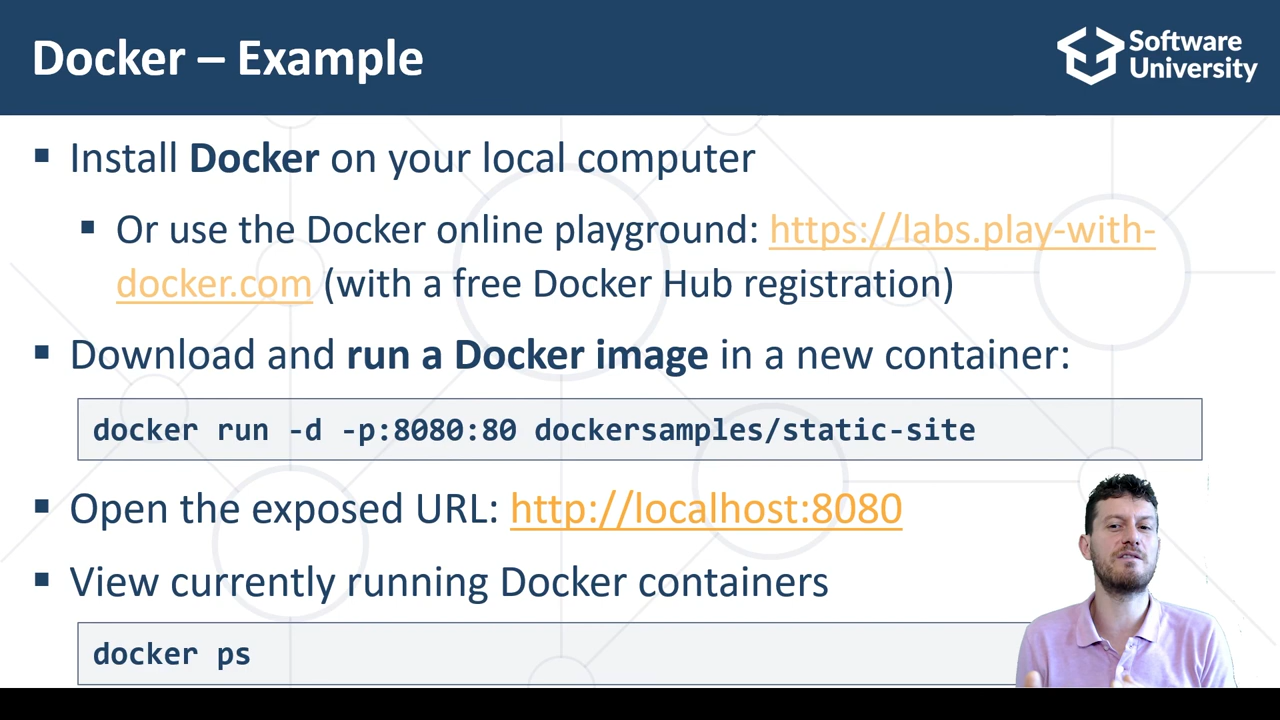 Docker – Example
Software
University
Install Docker on your local computer
Or use the Docker online playground: https://labs.play-with-
docker.com (with a free Docker Hub registration)
Download and run a Docker image in a new container:
docker run -d -p:8080:80 dockersamples/static-site
Open the exposed URL: http://localhost:8080
View currently running Docker containers
docker ps